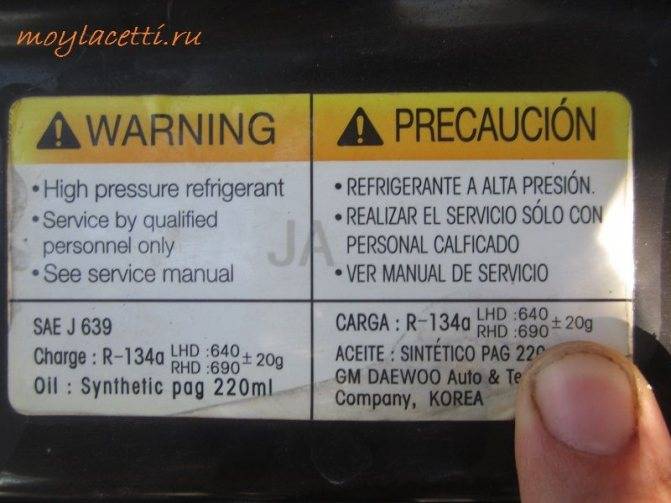 moylacetti.ru
WARNING
• High pressure refrigerant
• Service by qualified
personnel only
• See service manual
JA
SAE J 639
Charge : R-134a LHD :640 RHD :690 ± 20g
Oil : Synthetic pag 220ml
PRECAUCIÓN
• REFRIGERANTE A ALTA PRESIÓN.
• REALIZAR EL SERVICIO SÓLO CON
PERSONAL CALFICADO
• VER MANUAL DE SERVICIO
CARGA : R-134a LHD :640 RHD :690 ± 20g
ACEITE : SINTÉTICO PAG
GM DAEWOO Auto &
Company, KOREA